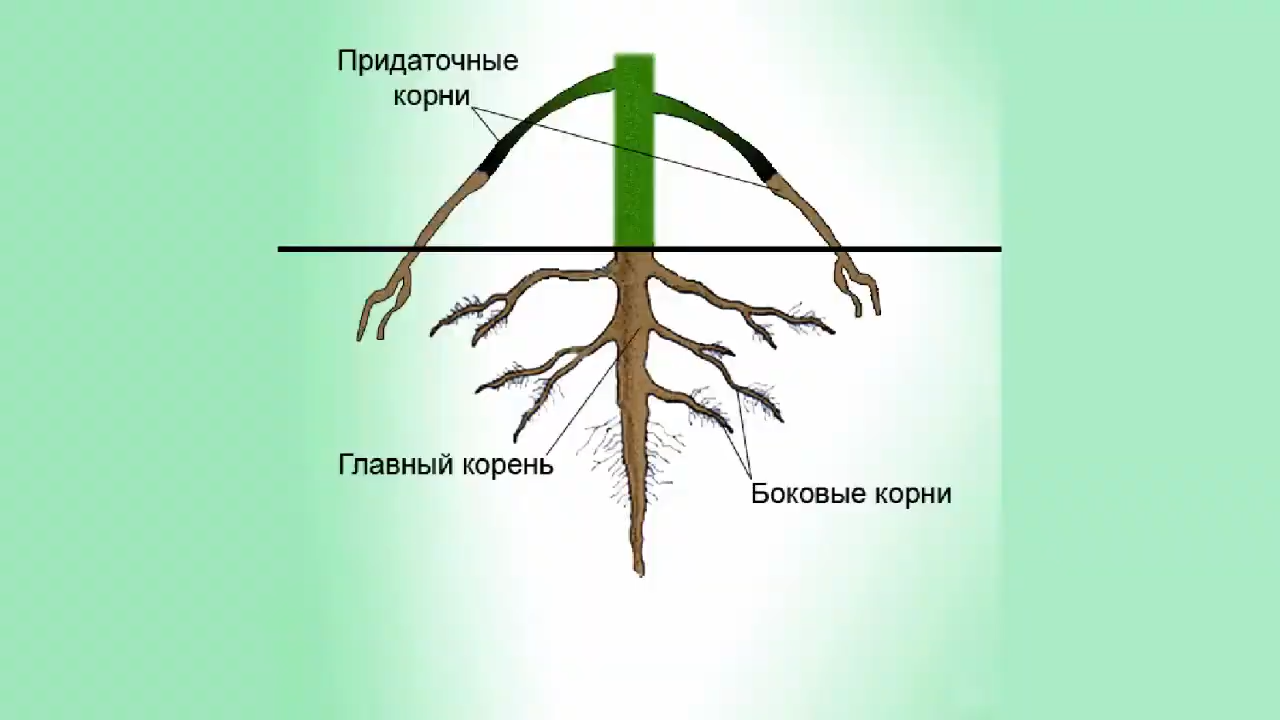 Придаточные
корни
Главный корень
Боковые корни